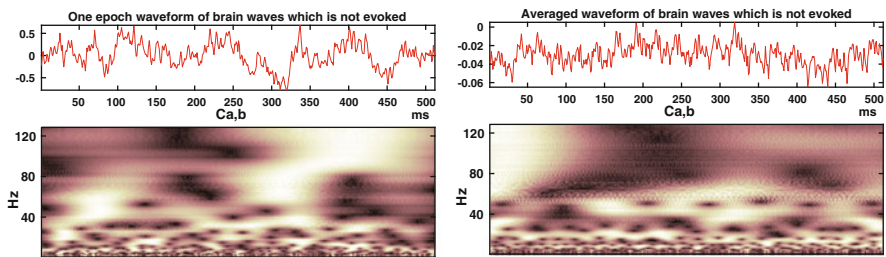 One epoch waveform of brain waves which is not evoked
0.5
0
-0.5
50 100 150 200 250 300 350 400 450 500
Ca,b ms
120
80
40
Hz
Averaged waveform of brain waves which is not evoked
0
-0.02
-0.04
-0.06
50 100 150 200 250 300 350 400 450 500
Ca,b ms
120
80
40
Hz